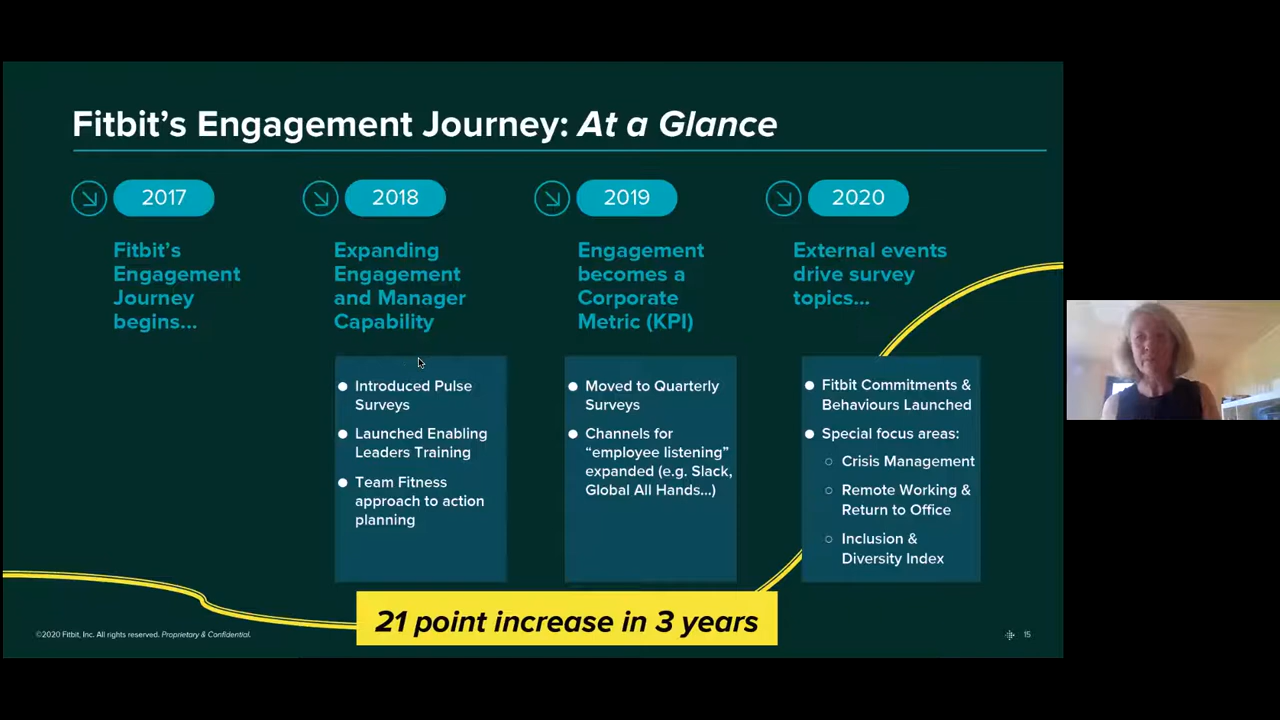 Fitbit's Engagement Journey: At a Glance
2017
Fitbit's
Engagement
Journey
begins...
2018
Expanding
Engagement
and Manager
Capability
Introduced Pulse
Surveys
Launched Enabling
Leaders Training
Team Fitness
approach to action
planning
2019
Engagement
becomes a
Corporate
Metric (KPI)
Moved to Quarterly
Surveys
Channels for
“employee listening”
expanded (e.g. Slack,
Global All Hands...)
2020
External events
drive survey
topics...
Fitbit Commitments &
Behaviours Launched
Special focus areas:
Crisis Management
Remote Working &
Return to Office
Inclusion &
Diversity Index
21 point increase in 3 years
©2020 Fitbit, Inc. All rights reserved. Proprietary & Confidential.
15